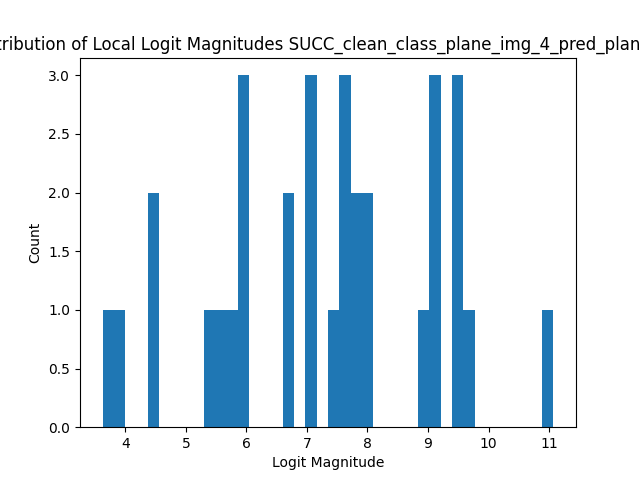 tribution of Local Logit Magnitudes SUCC_clean_class_plane_img_4_pred_plan
3.0
2.5
2.0
1.5
1.0
0.5
0.0
Count
4 5 6 7 8 9 10 11
Logit Magnitude